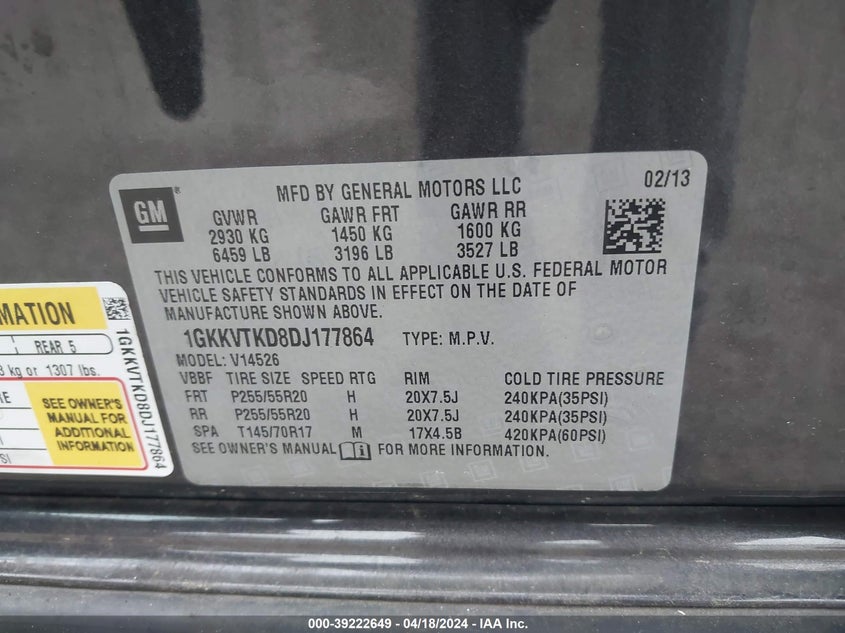 GM
MFD BY GENERAL MOTORS LLC
02/13
GVWR GAWR FRT GAWR RR
2930 KG 1450 KG 1600 KG
6459 LB 3196 LB 3527 LB
THIS VEHICLE CONFORMS TO ALL APPLICABLE U.S. FEDERAL MOTOR
VEHICLE SAFETY STANDARDS IN EFFECT ON THE DATE OF
MANUFACTURE SHOWN ABOVE.
1GKKVTKD8DJ177864 TYPE: M.P.V.
MODEL: V14526
VBBF TIRE SIZE SPEED RTG RIM COLD TIRE PRESSURE
FRT P255/55R20 H 20X7.5J 240KPA(35PSI)
RR P255/55R20 H 20X7.5J 240KPA(35PSI)
SPA T145/70R17 M 17X4.5B 420KPA(60PSI)
SEE OWNER'S MANUAL i FOR MORE INFORMATION.
REAR 5
kg or 1307 lbs.
SEE OWNER'S
MANUAL FOR
ADDITIONAL
INFORMATION
1GKKVTKD8DJ177864
000-39222649 - 04/18/2024 - IAA Inc.